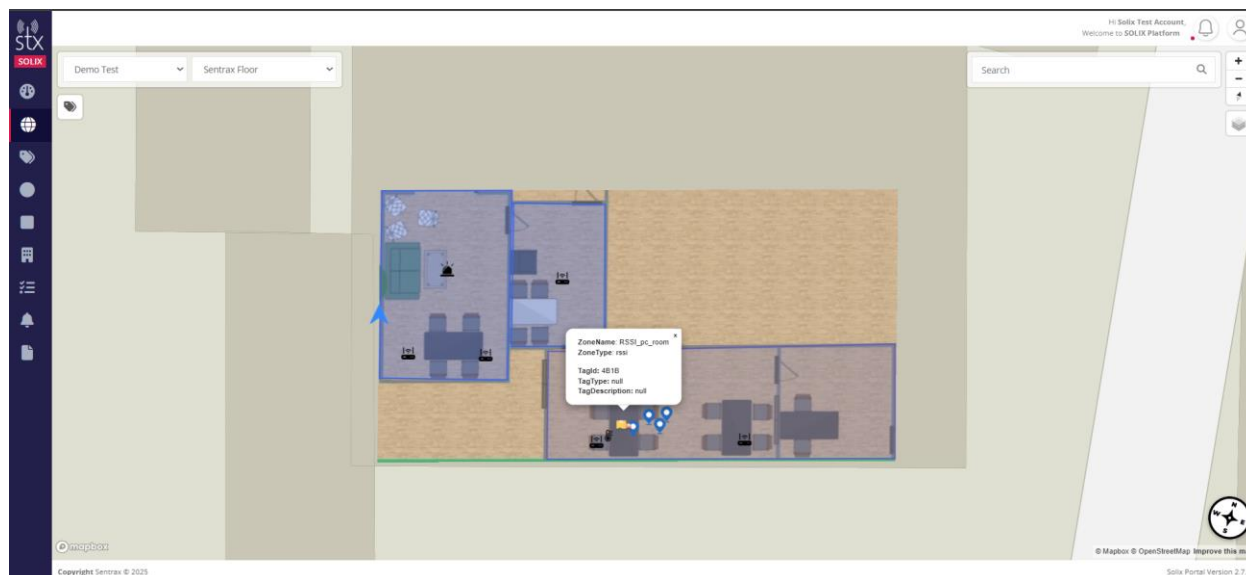 stx
SOLIX
Hi Solix Test Account,
Welcome to SOLIX Platform
Demo Test
Sentrax Floor
Search
ZoneName: RSSI_pc_room
ZoneType: rssi
TagId: 4B1B
TagType: null
TagDescription: null
N
W
E
S
mapbox
© Mapbox © OpenStreetMap Improve this m
Copyright Sentrax © 2025
Solix Portal Version 2.7.